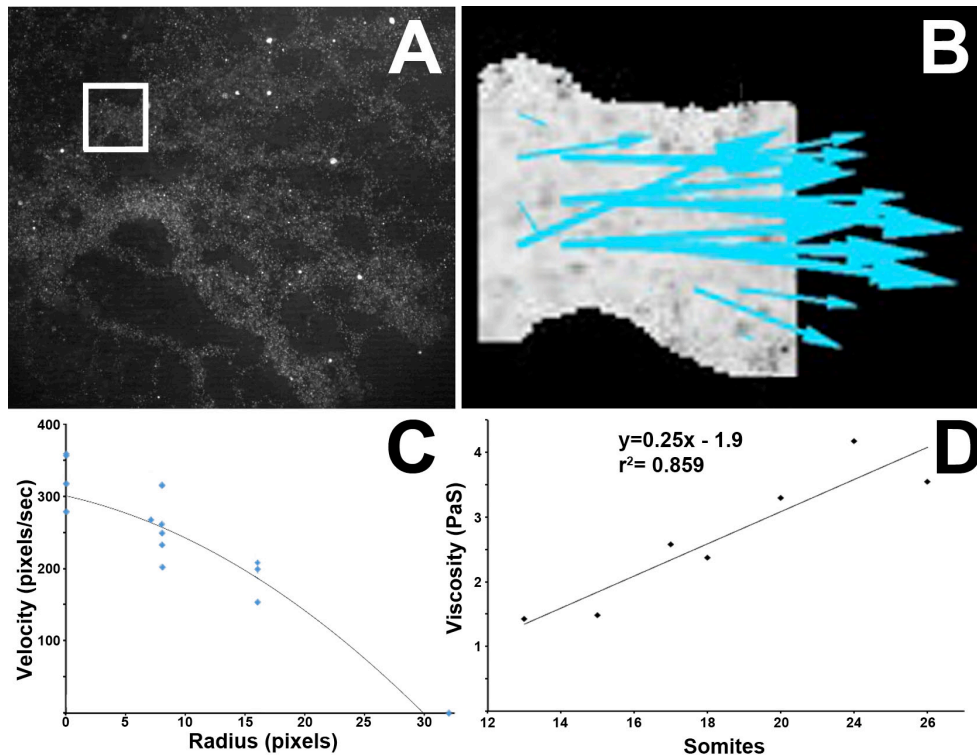 A
B
C
400
300
200
100
0
5
10
15
20
25
30
Velocity (pixels/sec)
Radius (pixels)
D
y=0.25x - 1.9
r²= 0.859
4
3
2
1
12
14
16
18
20
22
24
26
Viscosity (PaS)
Somites